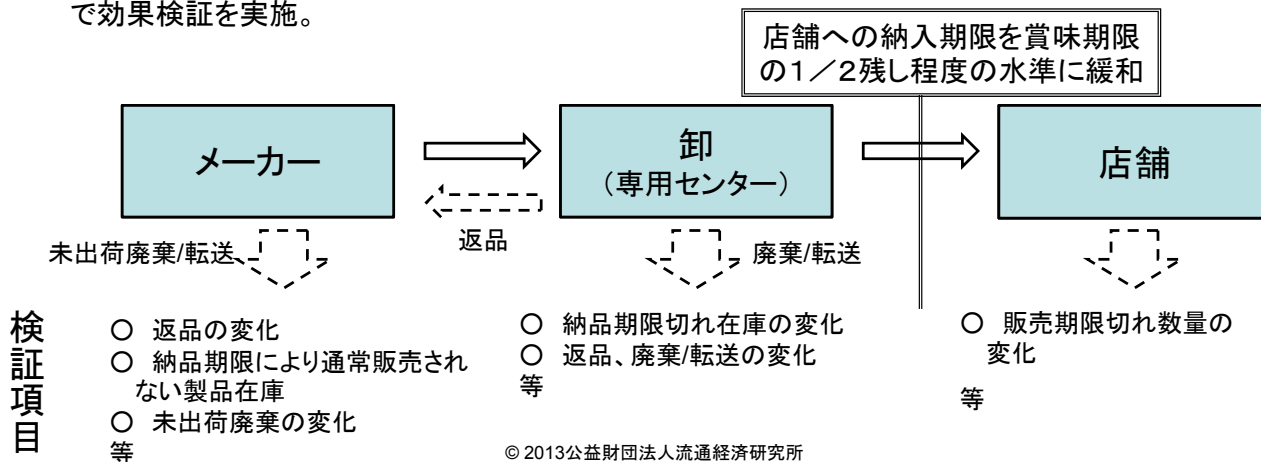 で効果検証を実施。
店舗への納入期限を賞味期限
の1／2残し程度の水準に緩和
メーカー
卸
（専用センター）
店舗
返品
未出荷廃棄/転送
廃棄/転送
検証項目
○ 返品の変化
○ 納品期限により通常販売され
ない製品在庫
○ 未出荷廃棄の変化
等
○ 納品期限切れ在庫の変化
○ 返品、廃棄/転送の変化
等
○ 販売期限切れ数量の
変化
等
© 2013公益財団法人流通経済研究所